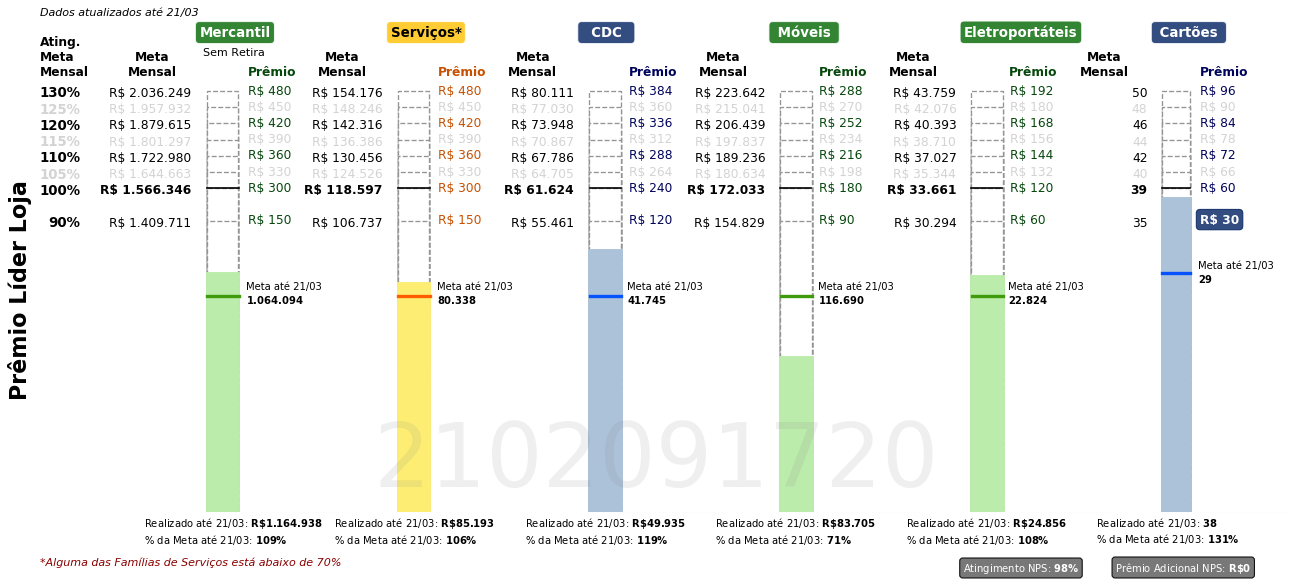 Dados atualizados até 21/03
Mercantil Serviços* CDC Móveis Eletroportáteis Cartões
Sem Retira
Ating. Meta Mensal
Meta Mensal Prêmio Meta Mensal Prêmio Meta Mensal Prêmio Meta Mensal Prêmio Meta Mensal Prêmio Meta Mensal Prêmio
130% R$ 2.036.249 R$ 480 R$ 154.176 R$ 480 R$ 80.111 R$ 384 R$ 223.642 R$ 288 R$ 43.759 R$ 192 50 R$ 96
125% R$ 1.957.932 R$ 450 R$ 148.246 R$ 450 R$ 77.030 R$ 360 R$ 215.041 R$ 270 R$ 42.076 R$ 180 48 R$ 90
120% R$ 1.879.615 R$ 420 R$ 142.316 R$ 420 R$ 73.948 R$ 336 R$ 206.439 R$ 252 R$ 40.393 R$ 168 46 R$ 84
115% R$ 1.801.297 R$ 390 R$ 136.386 R$ 390 R$ 70.867 R$ 312 R$ 197.837 R$ 234 R$ 38.710 R$ 156 44 R$ 78
110% R$ 1.722.980 R$ 360 R$ 130.456 R$ 360 R$ 67.786 R$ 288 R$ 189.236 R$ 216 R$ 37.027 R$ 144 42 R$ 72
105% R$ 1.644.663 R$ 330 R$ 124.526 R$ 330 R$ 64.705 R$ 264 R$ 180.634 R$ 198 R$ 35.344 R$ 132 40 R$ 66
100% R$ 1.566.346 R$ 300 R$ 118.597 R$ 300 R$ 61.624 R$ 240 R$ 172.033 R$ 180 R$ 33.661 R$ 120 39 R$ 60
90% R$ 1.409.711 R$ 150 R$ 106.737 R$ 150 R$ 55.461 R$ 120 R$ 154.829 R$ 90 R$ 30.294 R$ 60 35 R$ 30
Prêmio Líder Loja
Meta até 21/03 Meta até 21/03 Meta até 21/03 Meta até 21/03 Meta até 21/03 Meta até 21/03
1.064.094 80.338 41.745 116.690 22.824 29
2102091720
Realizado até 21/03: R$1.164.938 Realizado até 21/03: R$85.193 Realizado até 21/03: R$49.935 Realizado até 21/03: R$83.705 Realizado até 21/03: R$24.856 Realizado até 21/03: 38
% da Meta até 21/03: 109% % da Meta até 21/03: 106% % da Meta até 21/03: 119% % da Meta até 21/03: 71% % da Meta até 21/03: 108% % da Meta até 21/03: 131%
*Alguma das Famílias de Serviços está abaixo de 70% Atingimento NPS: 98% Prêmio Adicional NPS: R$0